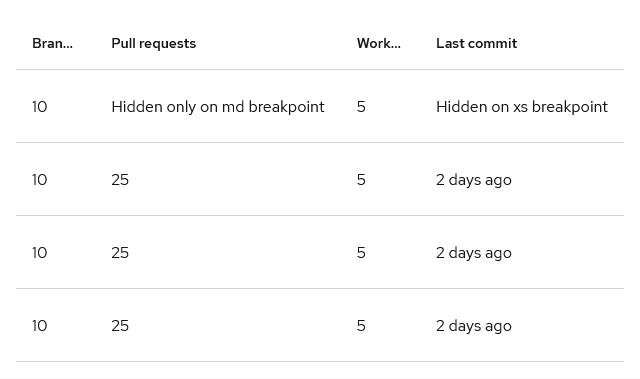 Bran... Pull requests Work... Last commit
10 Hidden only on md breakpoint 5 Hidden on xs breakpoint
10 25 5 2 days ago
10 25 5 2 days ago
10 25 5 2 days ago